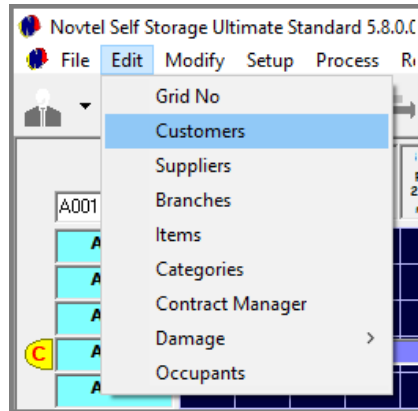 Novtel Self Storage Ultimate Standard 5.8.0.0
File Edit Modify Setup Process
Grid No
Customers
Suppliers
A001
Branches
Items
Categories
Contract Manager
C
Damage
Occupants